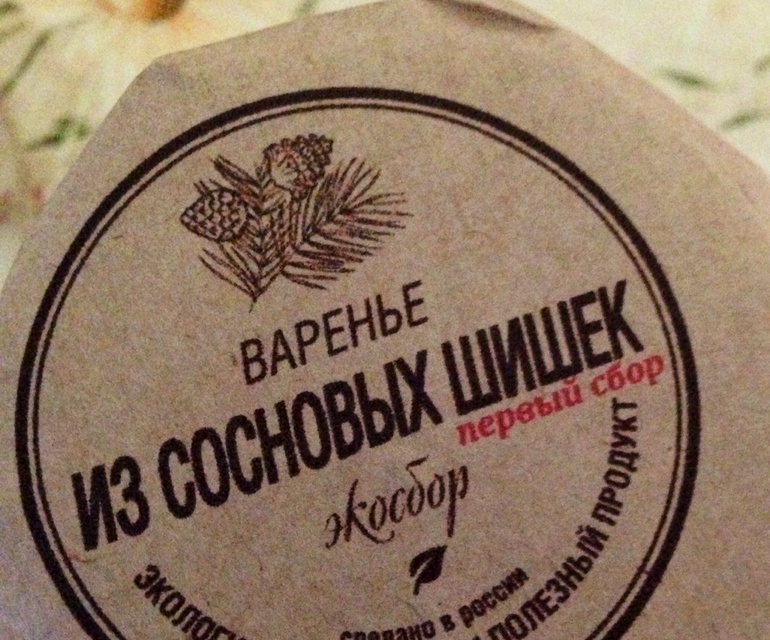 ВАРЕНЬЕ
ИЗ СОСНОВЫХ ШИШЕК
первый сбор
экосбор
сделано в россии
ПОЛЕЗНЫЙ ПРОДУКТ